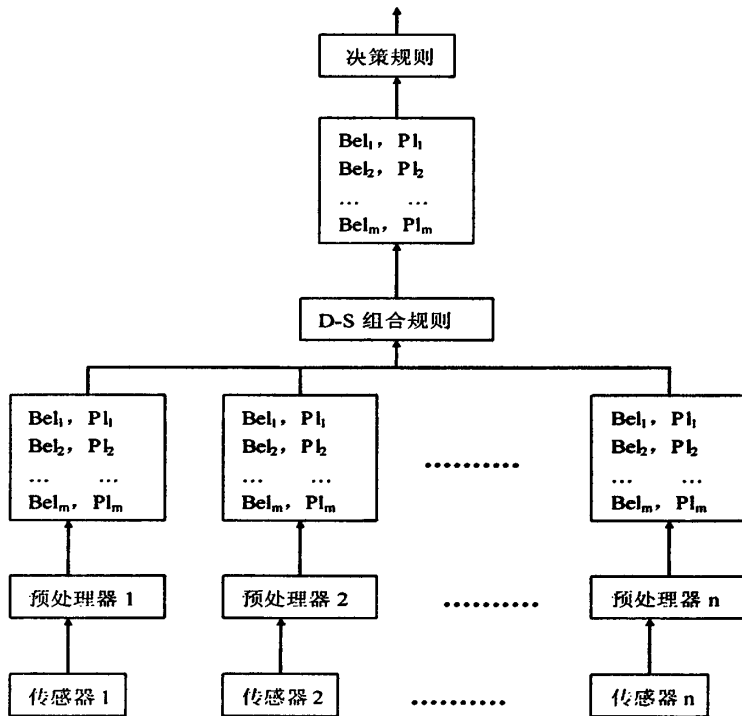 决策规则
Bel₁，Pl₁
Bel₂，Pl₂
… …
Belₘ，Plₘ
D-S 组合规则
Bel₁，Pl₁
Bel₂，Pl₂
… …
Belₘ，Plₘ
Bel₁，Pl₁
Bel₂，Pl₂
… …
Belₘ，Plₘ
..........
Bel₁，Pl₁
Bel₂，Pl₂
… …
Belₘ，Plₘ
预处理器 1
预处理器 2
..........
预处理器 n
传感器 1
传感器 2
..........
传感器 n